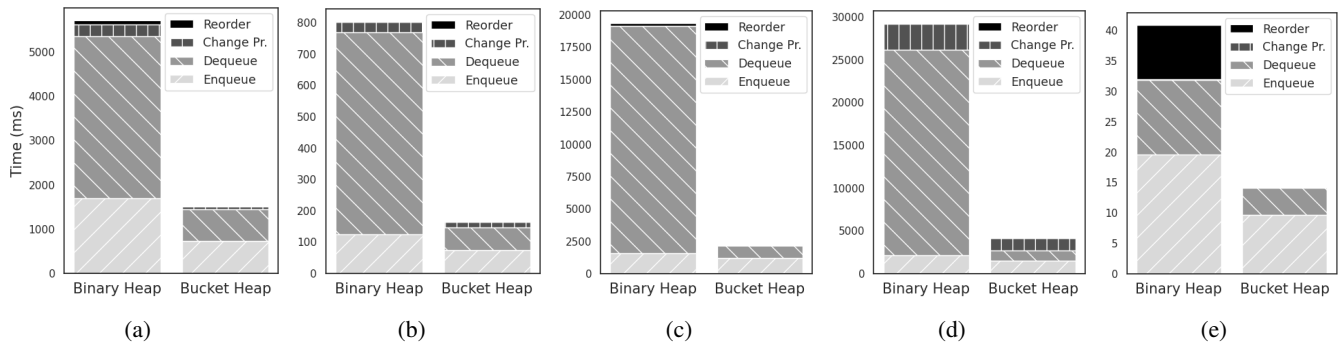 Time (ms)
5000
4000
3000
2000
1000
0
Reorder
Change Pr.
Dequeue
Enqueue
Binary Heap Bucket Heap
(a)
800
700
600
500
400
300
200
100
0
Reorder
Change Pr.
Dequeue
Enqueue
Binary Heap Bucket Heap
(b)
20000
17500
15000
12500
10000
7500
5000
2500
0
Reorder
Change Pr.
Dequeue
Enqueue
Binary Heap Bucket Heap
(c)
30000
25000
20000
15000
10000
5000
0
Reorder
Change Pr.
Dequeue
Enqueue
Binary Heap Bucket Heap
(d)
40
35
30
25
20
15
10
5
0
Reorder
Change Pr.
Dequeue
Enqueue
Binary Heap Bucket Heap
(e)